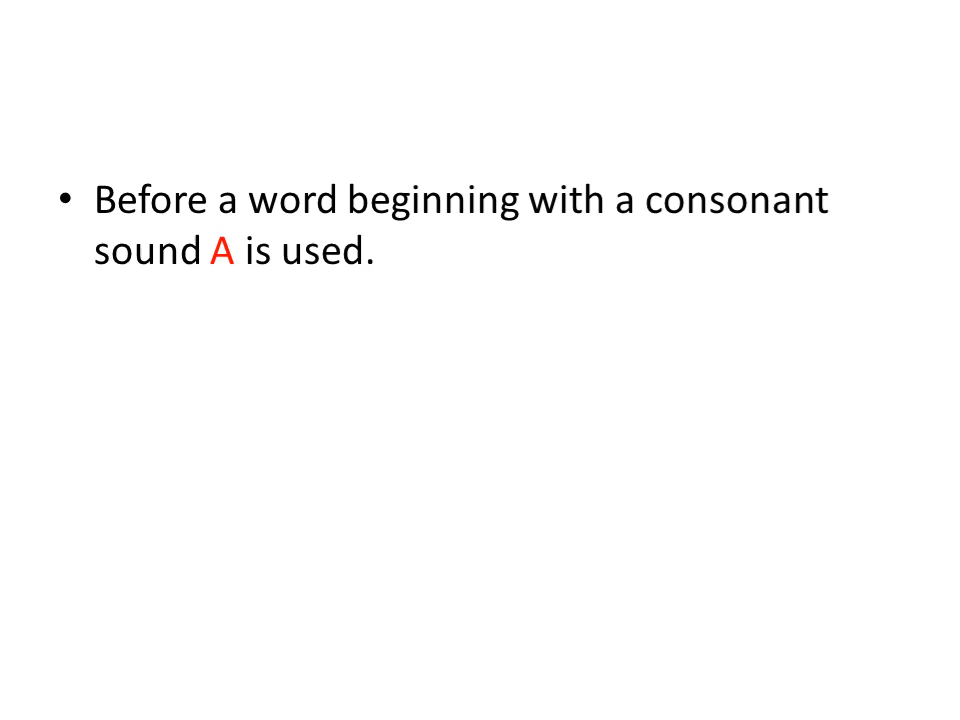 • Before a word beginning with a consonant
sound A is used.